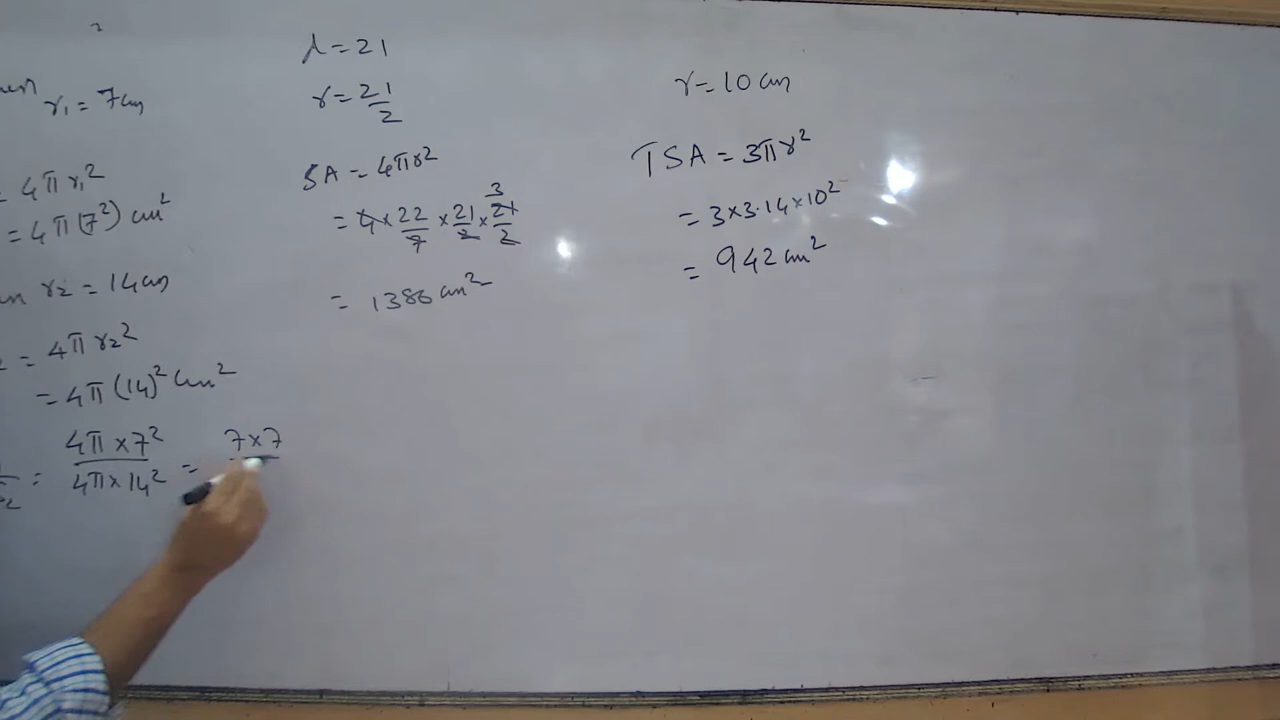 r₁ = 7cm
= 4π r₁²
= 4π(7²) cm²
r₂ = 14cm
= 4π r₂²
= 4π(14)² cm²
= 4π×7² / 4π×14² = 7×7
d = 21
r = 21/2
SA = 4πr²
= 4 × 22/7 × 21/2 × 21/2 3
= 1386 cm²
r = 10 cm
TSA = 3πr²
= 3×3.14×10²
= 942 cm²